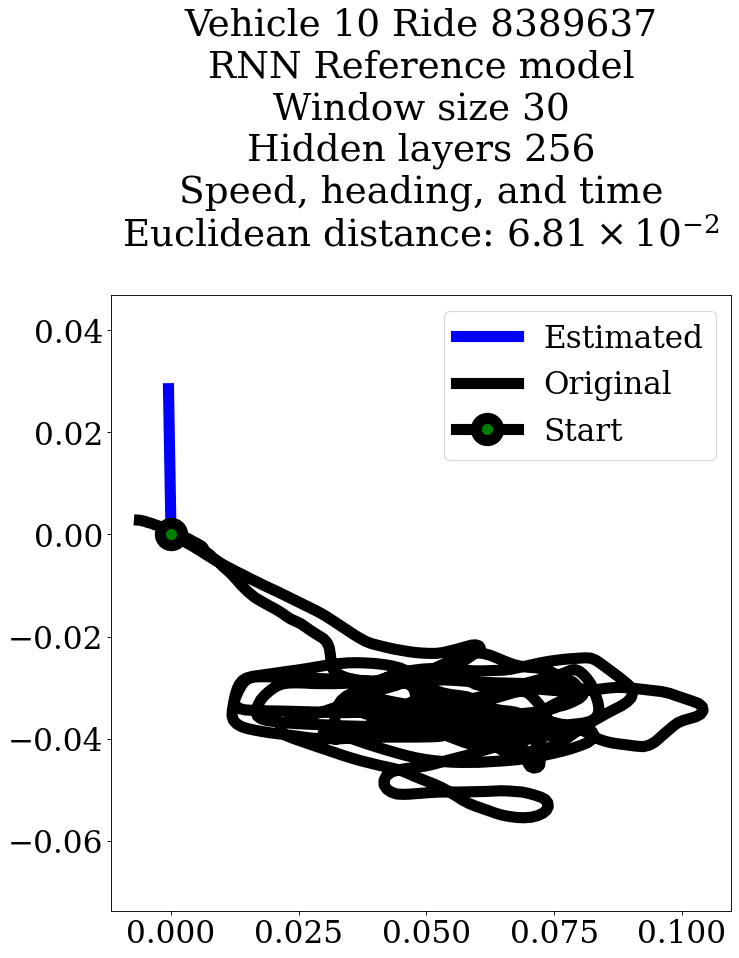 Vehicle 10 Ride 8389637
RNN Reference model
Window size 30
Hidden layers 256
Speed, heading, and time
Euclidean distance: 6.81 × 10⁻²
Estimated
Original
Start
0.04
0.02
0.00
−0.02
−0.04
−0.06
0.000 0.025 0.050 0.075 0.100